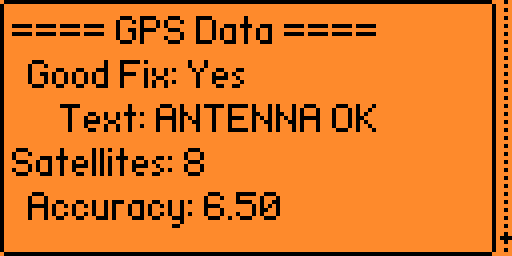 ==== GPS Data ====
Good Fix: Yes
Text: ANTENNA OK
Satellites: 8
Accuracy: 6.50